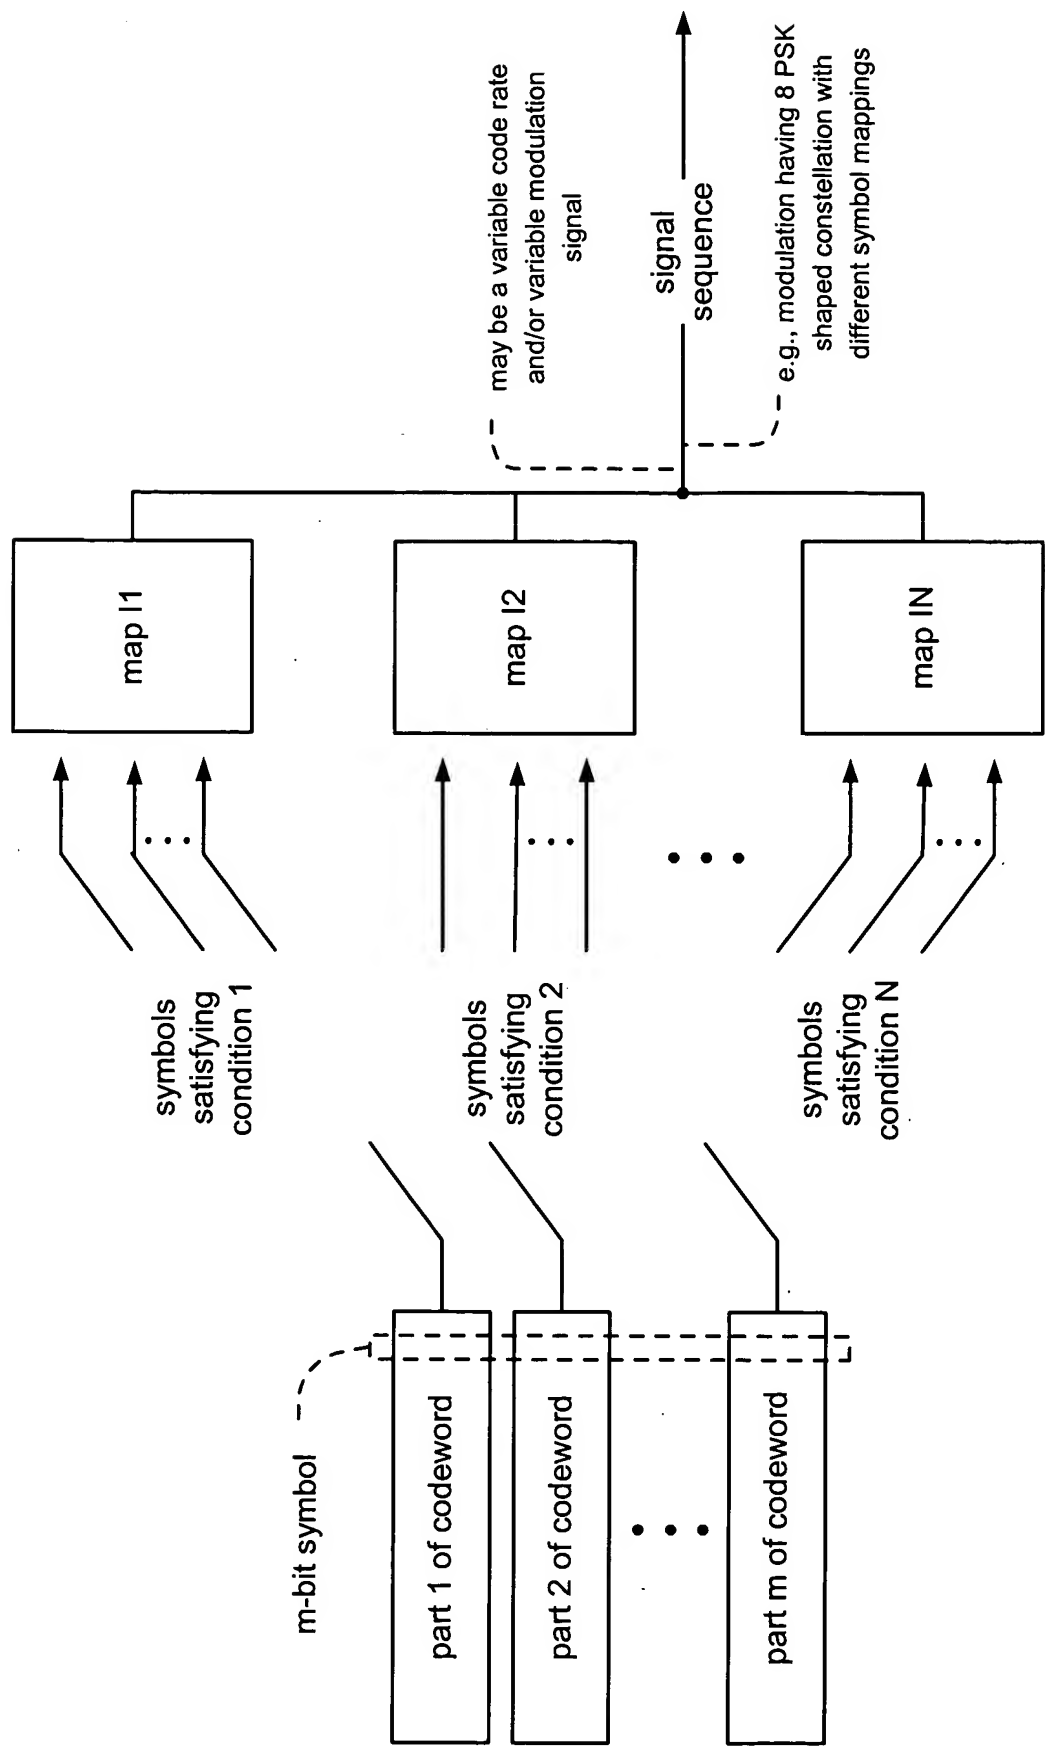 m-bit symbol
part 1 of codeword
part 2 of codeword
part m of codeword
symbols
satisfying
condition 1
symbols
satisfying
condition 2
symbols
satisfying
condition N
map I1
map I2
map IN
may be a variable code rate
and/or variable modulation
signal
signal
sequence
e.g., modulation having 8 PSK
shaped constellation with
different symbol mappings